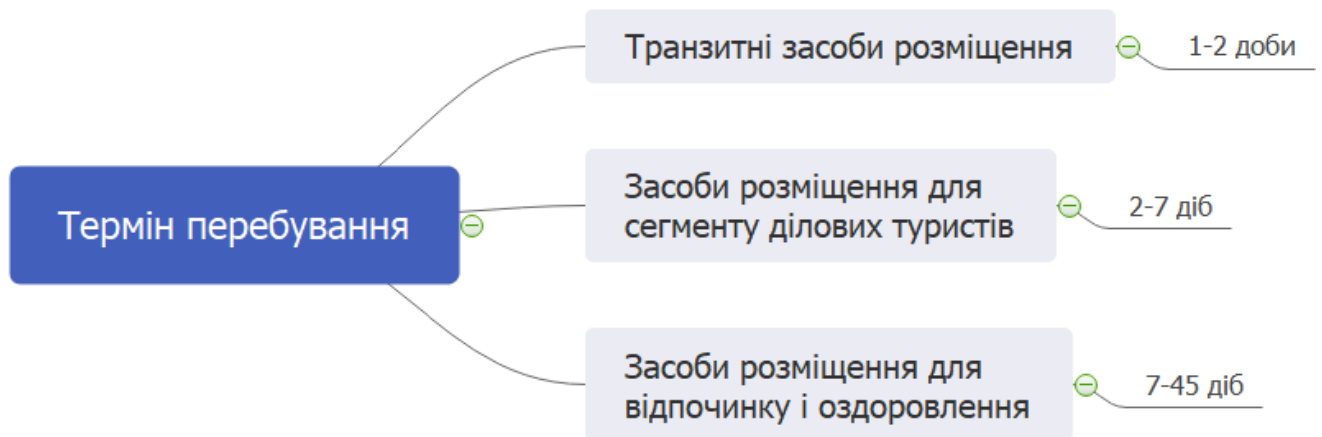 Термін перебування
Транзитні засоби розміщення
1-2 доби
Засоби розміщення для
сегменту ділових туристів
2-7 діб
Засоби розміщення для
відпочинку і оздоровлення
7-45 діб